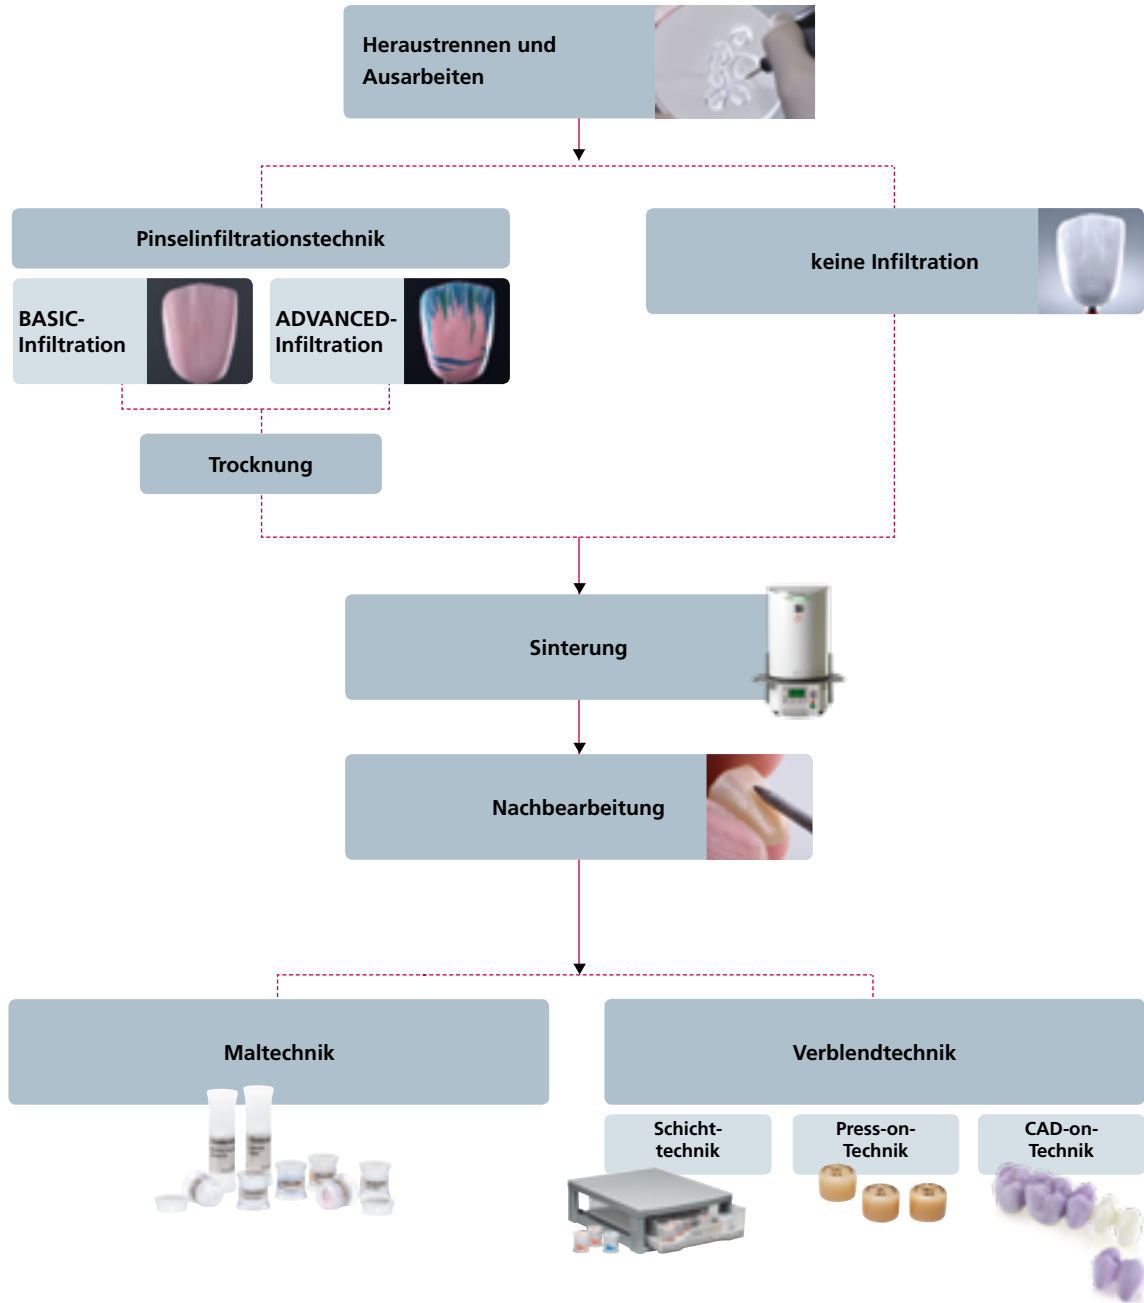 Heraustrennen und
Ausarbeiten
Pinselinfiltrationstechnik
keine Infiltration
BASIC-
Infiltration
ADVANCED-
Infiltration
Trocknung
Sinterung
Nachbearbeitung
Maltechnik
Verblendtechnik
Schicht-
technik
Press-on-
Technik
CAD-on-
Technik